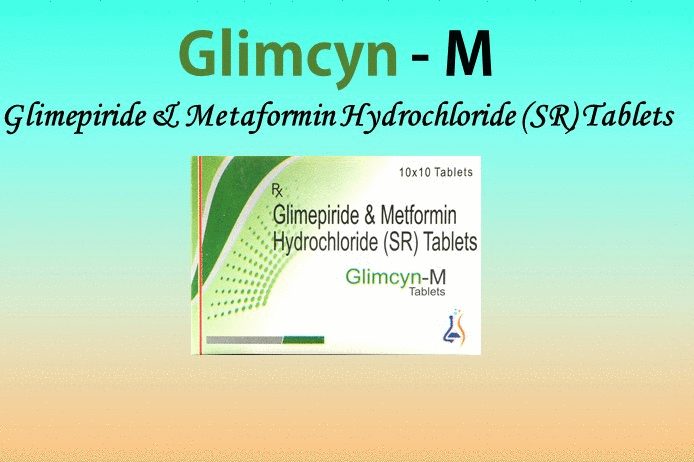 Glimcyn - M
Glimepiride & Metaformin Hydrochloride (SR) Tablets
10x10 Tablets
Rx
Glimepiride & Metformin
Hydrochloride (SR) Tablets
Glimcyn-M
Tablets